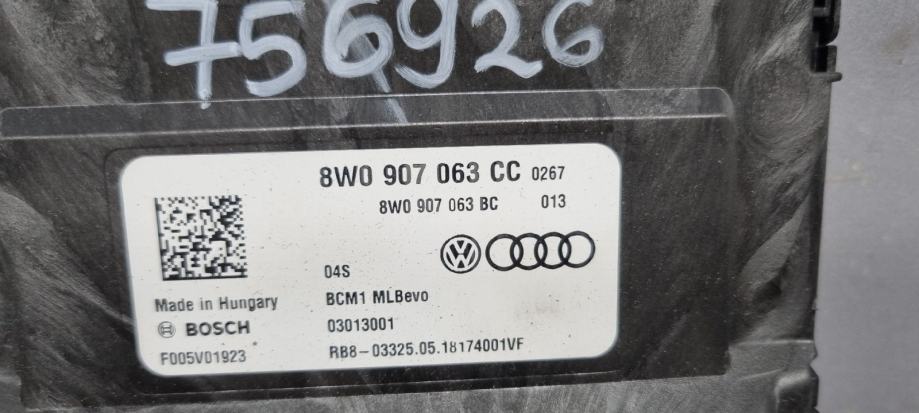 756926
8W0 907 063 CC 0267
8W0 907 063 BC 013
04S
Made in Hungary BCM1 MLBevo
BOSCH 03013001
F005V01923 RB8-03325.05.18174001VF